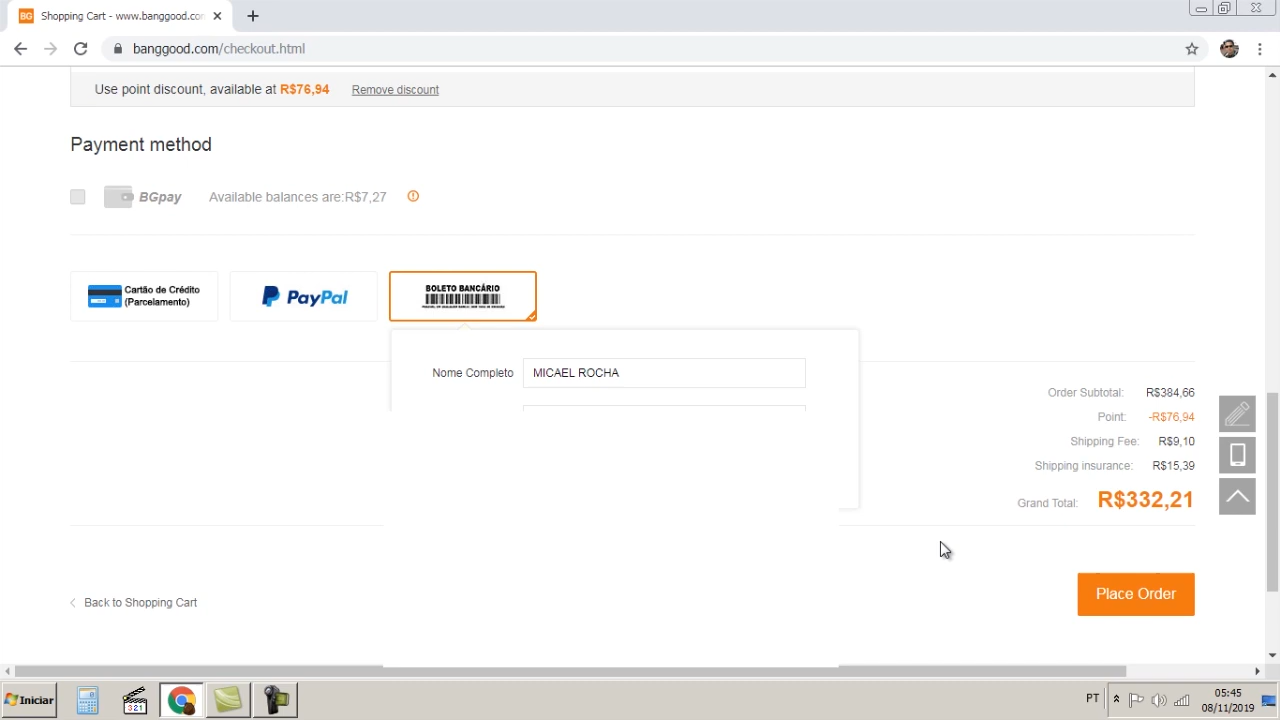 BG Shopping Cart - www.banggood.co
banggood.com/checkout.html
Use point discount, available at R$76,94 Remove discount
Payment method
BGpay Available balances are:R$7,27
Cartão de Crédito
(Parcelamento)
PayPal
BOLETO BANCÁRIO
Nome Completo MICAEL ROCHA
Order Subtotal: R$384,66
Point: -R$76,94
Shipping Fee: R$9,10
Shipping insurance: R$15,39
Grand Total: R$332,21
Place Order
Back to Shopping Cart
Iniciar
321
PT
05:45
08/11/2019